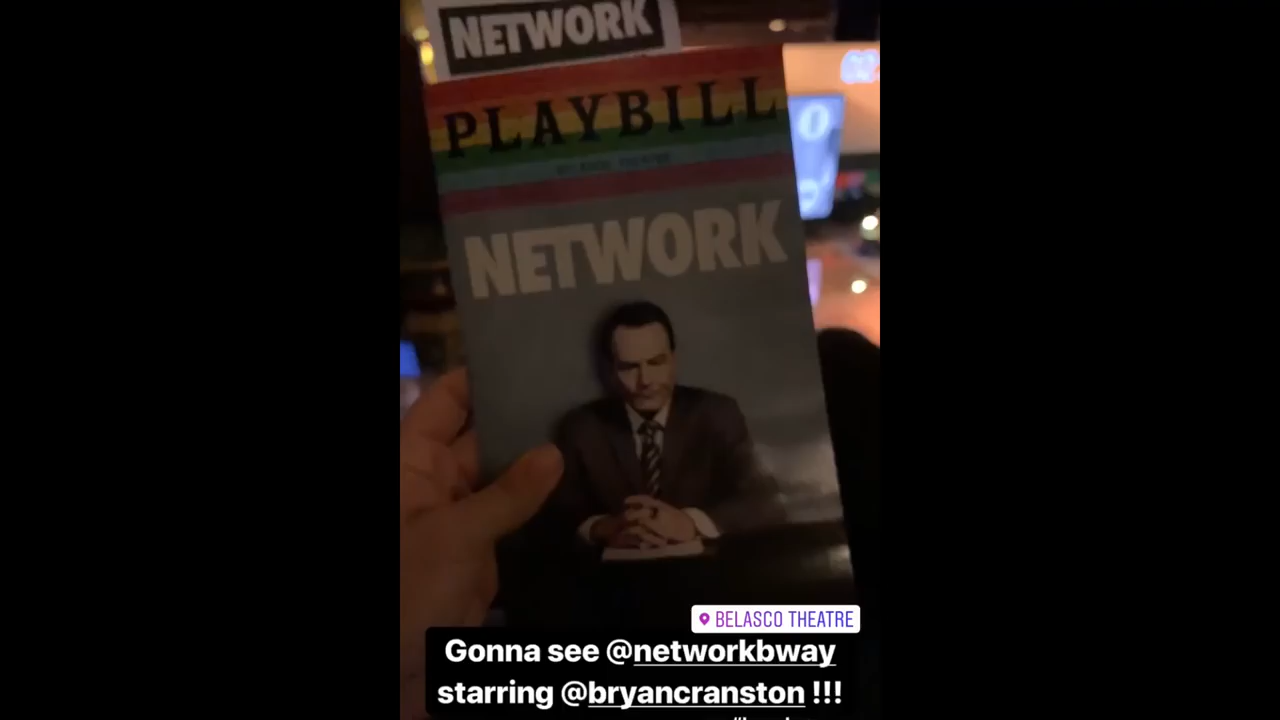 NETWORK
PLAYBILL
NETWORK
BELASCO THEATRE
Gonna see @networkbway
starring @bryancranston !!!